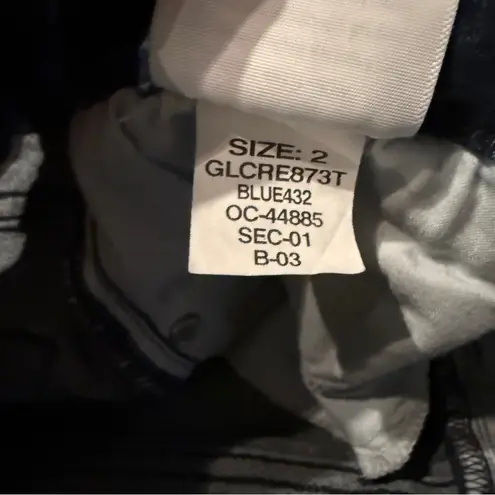 SIZE: 2
GLCRE873T
BLUE432
OC-44885
SEC-01
B-03